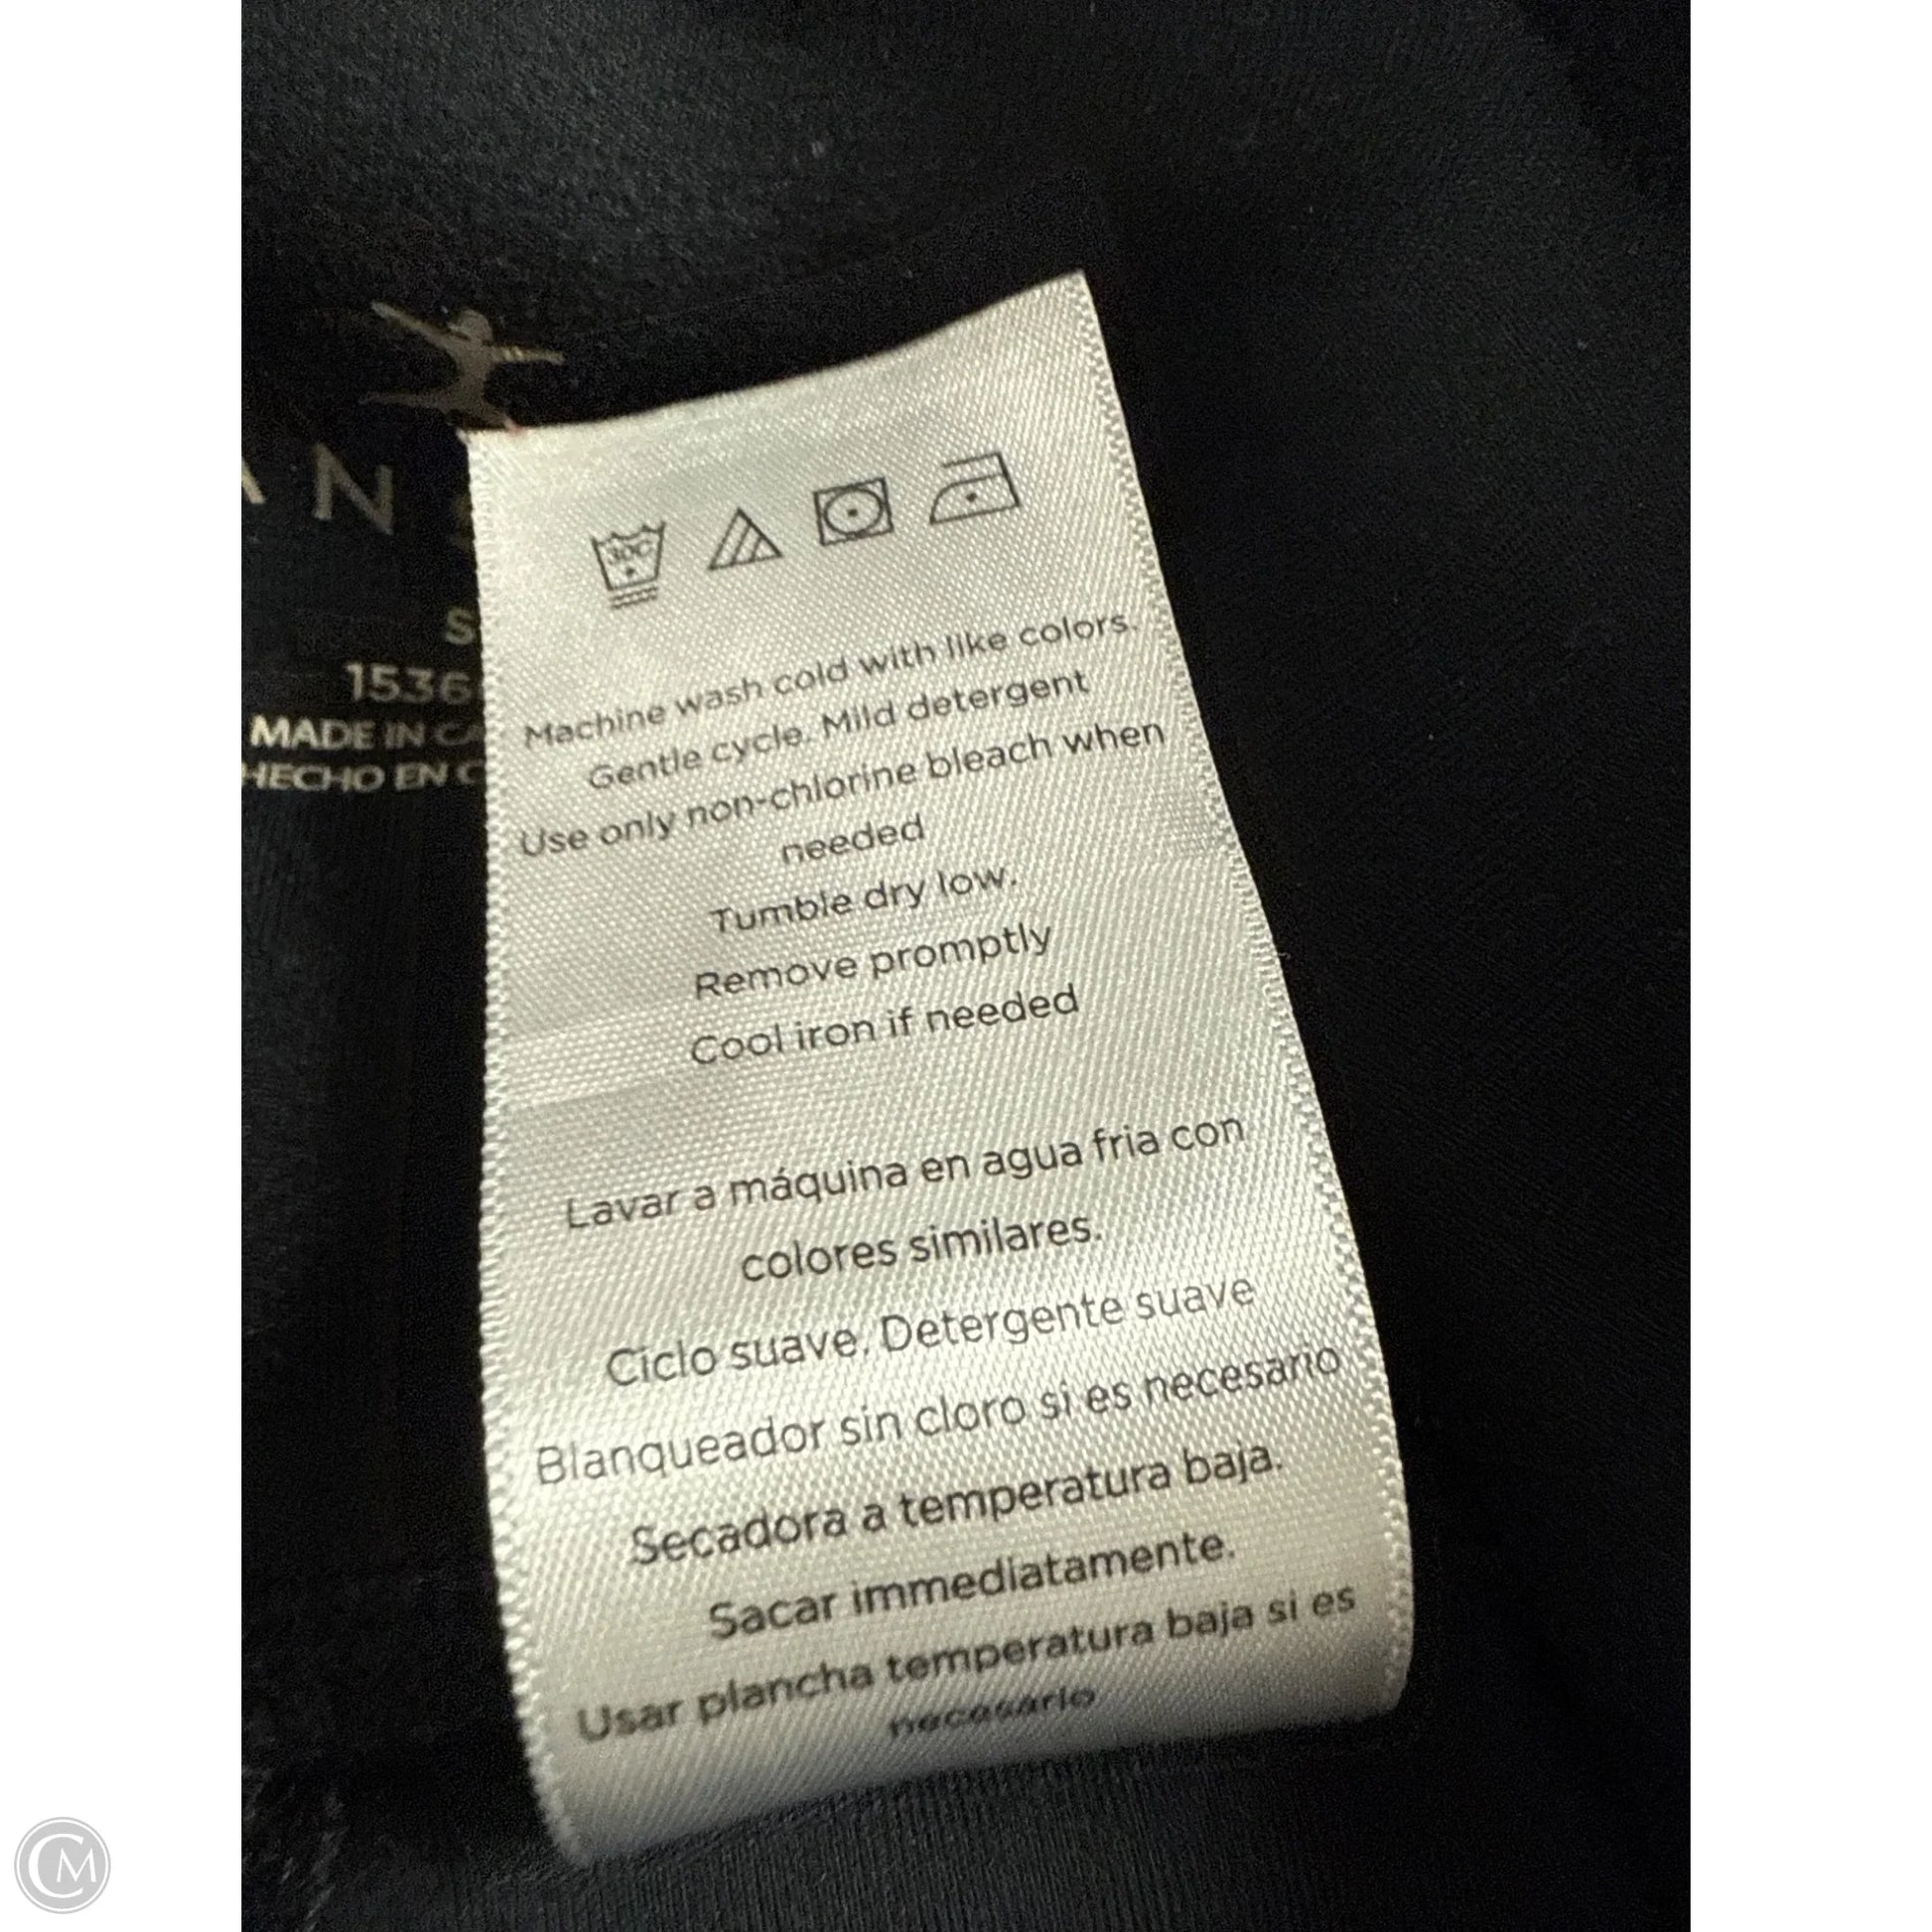 AN
S
1536
MADE IN CA
HECHO EN C
30C
Machine wash cold with like colors.
Gentle cycle. Mild detergent
Use only non-chlorine bleach when
needed
Tumble dry low.
Remove promptly
Cool iron if needed
Lavar a máquina en agua fria con
colores similares.
Ciclo suave. Detergente suave
Blanqueador sin cloro si es necesario
Secadora a temperatura baja.
Sacar immediatamente.
Usar plancha temperatura baja si es
necesario
CM